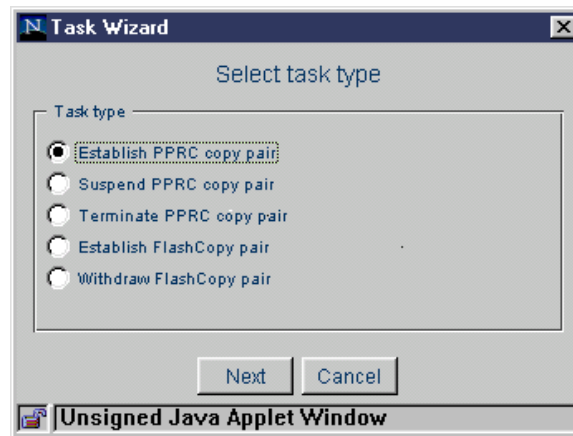 N Task Wizard
Select task type
Task type
Establish PPRC copy pair
Suspend PPRC copy pair
Terminate PPRC copy pair
Establish FlashCopy pair
Withdraw FlashCopy pair
Next Cancel
Unsigned Java Applet Window